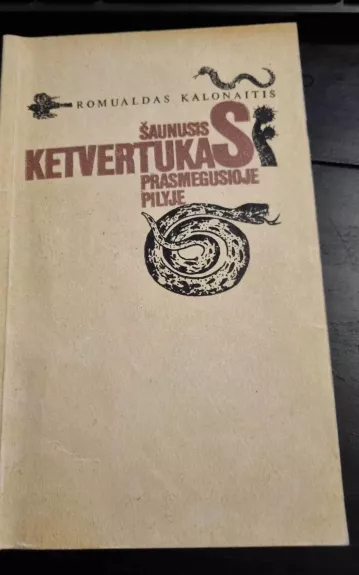 ROMUALDAS KALONAITIS
ŠAUNUSIS
KETVERTUKAS
PRASMEGUSIOJE
PILYJE